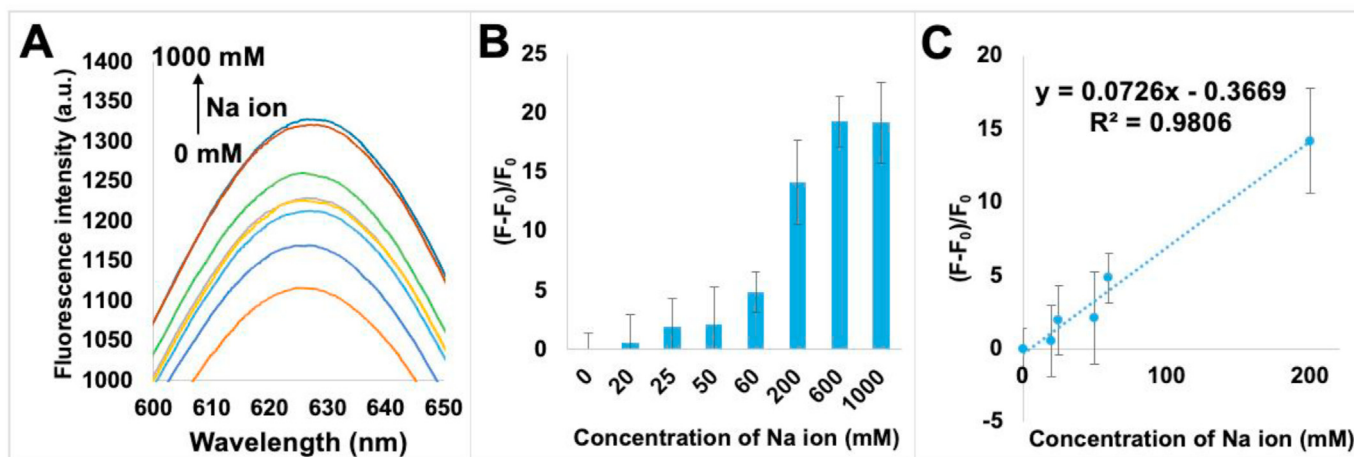 A
1000 mM
Na ion
0 mM
Fluorescence intensity (a.u.)
1400
1350
1300
1250
1200
1150
1100
1050
1000
600 610 620 630 640 650
Wavelength (nm)
B
(F-F₀)/F₀
25
20
15
10
5
0
0 20 25 50 60 200 600 1000
Concentration of Na ion (mM)
C
y = 0.0726x - 0.3669
R² = 0.9806
(F-F₀)/F₀
20
15
10
5
0
-5
0 100 200
Concentration of Na ion (mM)